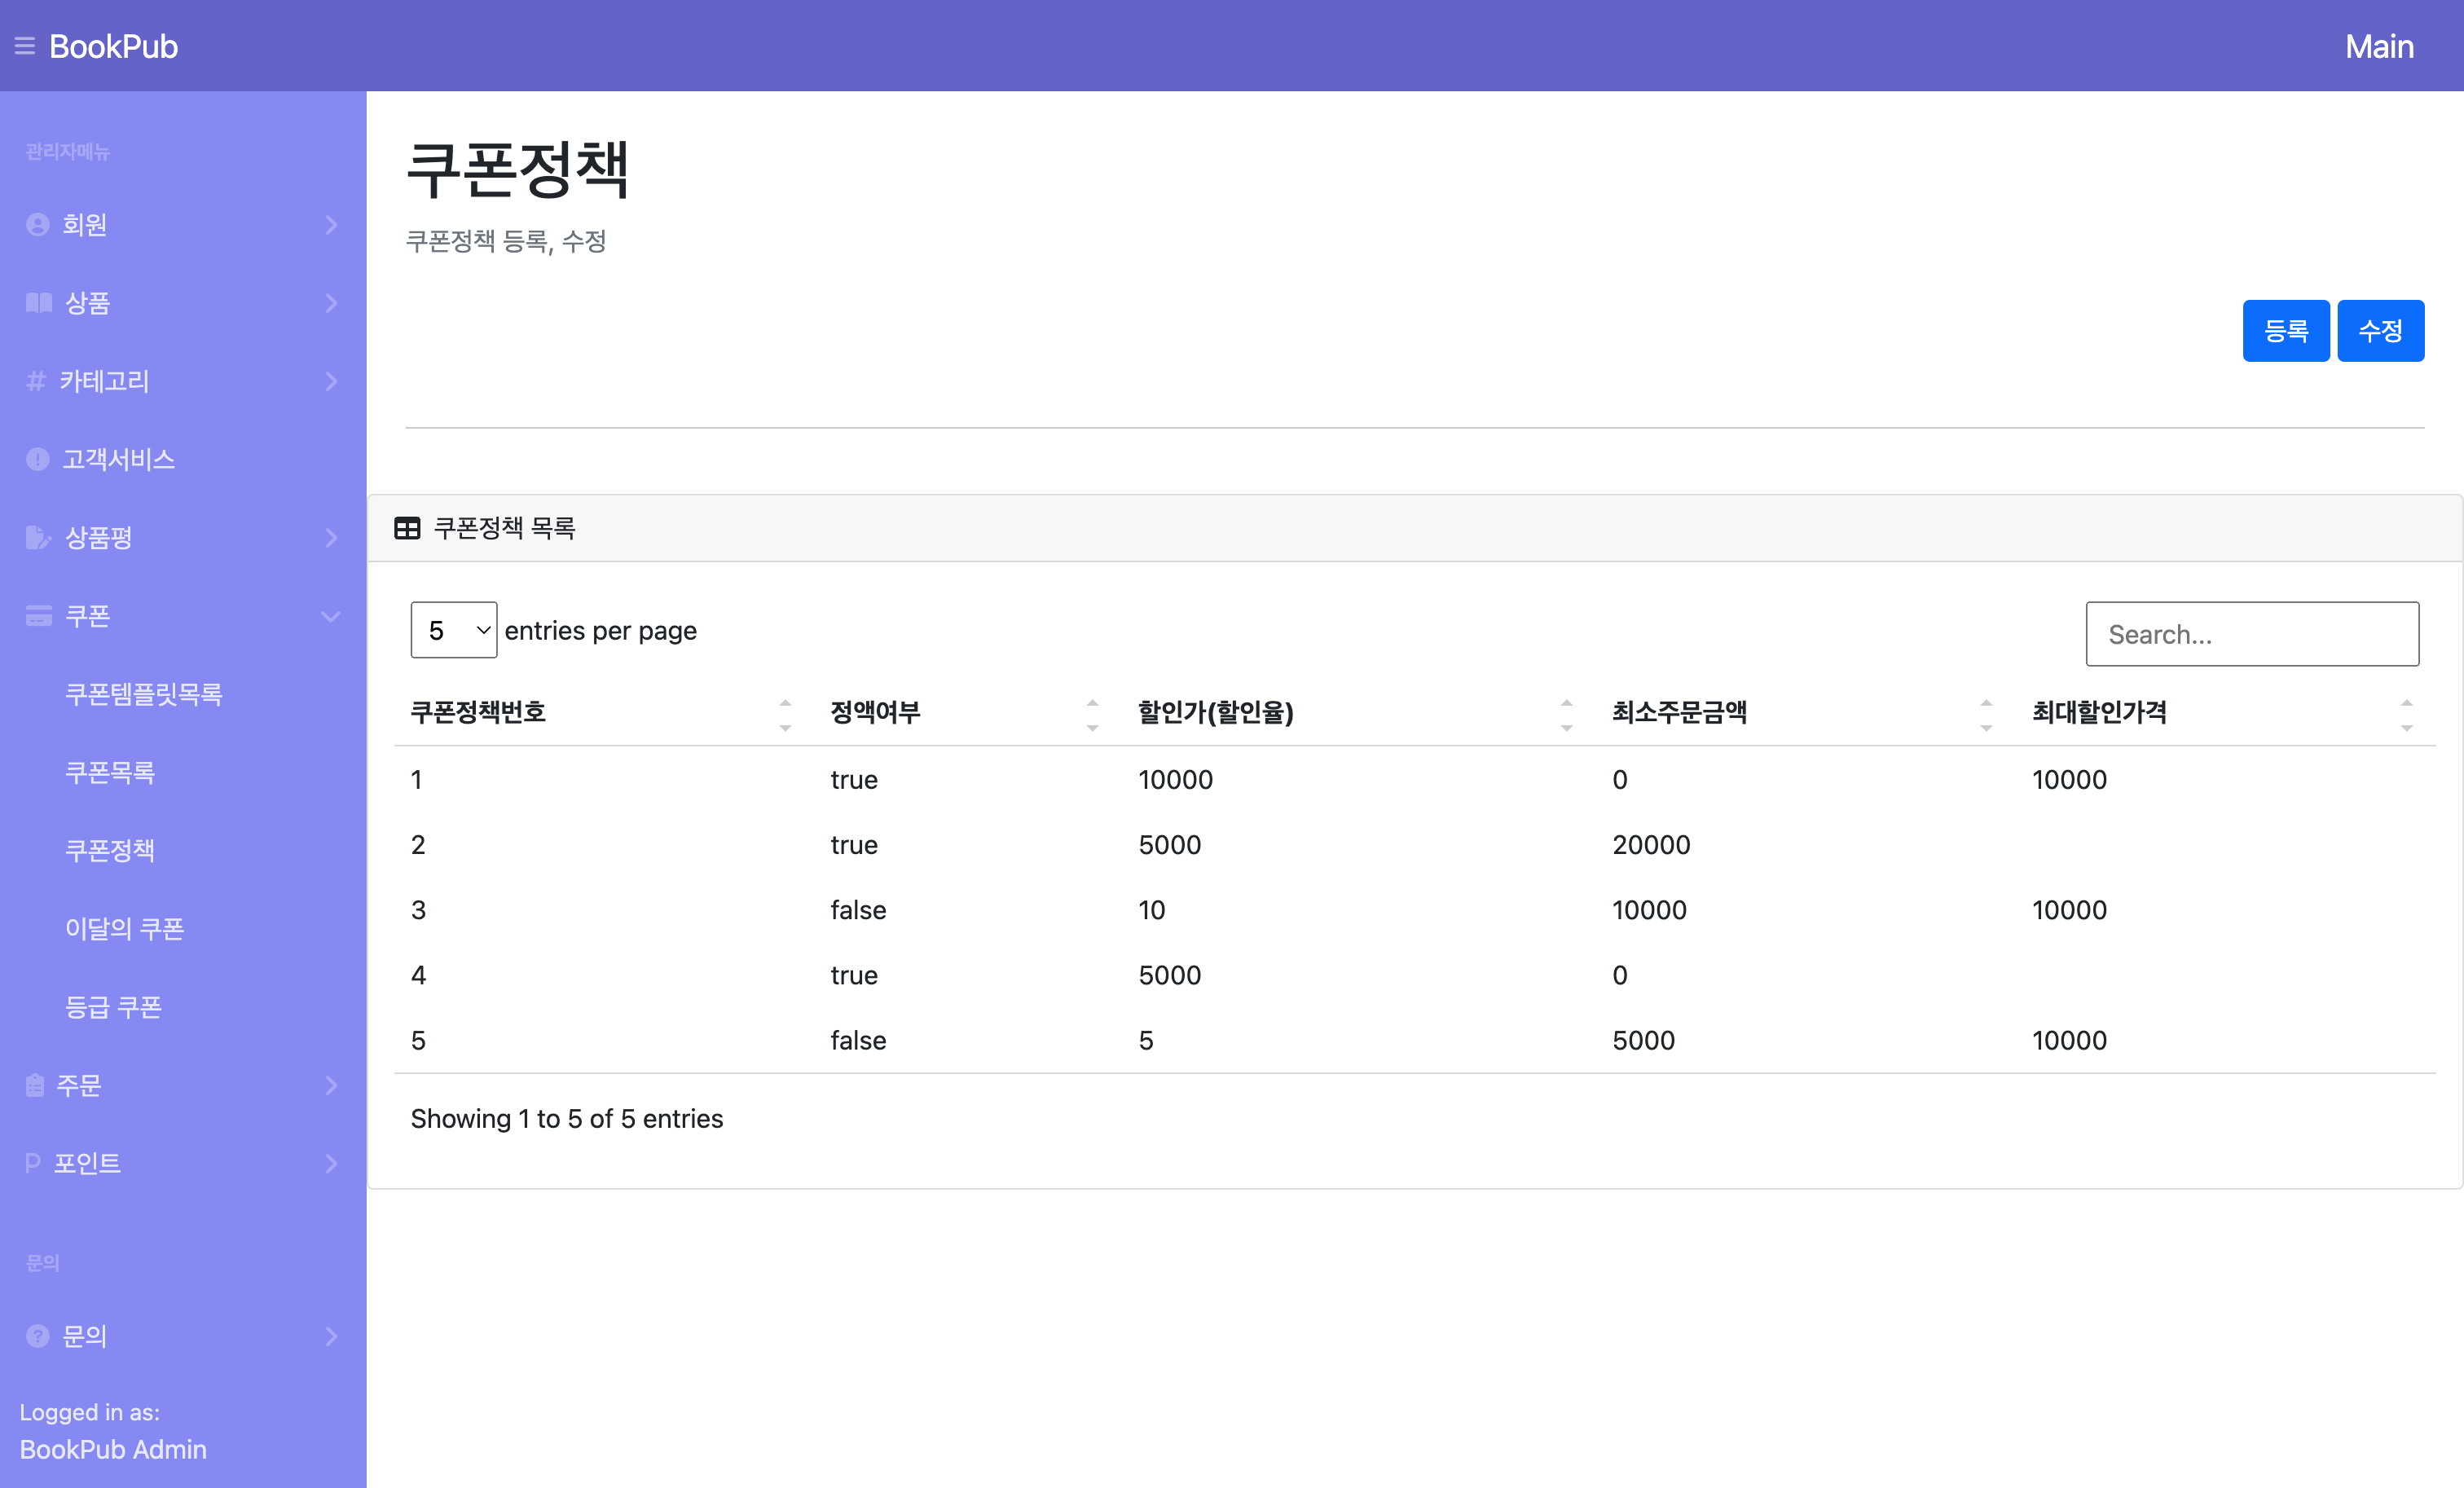 BookPub
Main
관리자메뉴
회원
상품
카테고리
고객서비스
상품평
쿠폰
쿠폰템플릿목록
쿠폰목록
쿠폰정책
이달의 쿠폰
등급 쿠폰
주문
P 포인트
문의
문의
Logged in as:
BookPub Admin
쿠폰정책
쿠폰정책 등록, 수정
등록 수정
쿠폰정책 목록
5 entries per page
Search...
쿠폰정책번호 정액여부 할인가(할인율) 최소주문금액 최대할인가격
1 true 10000 0 10000
2 true 5000 20000
3 false 10 10000 10000
4 true 5000 0
5 false 5 5000 10000
Showing 1 to 5 of 5 entries